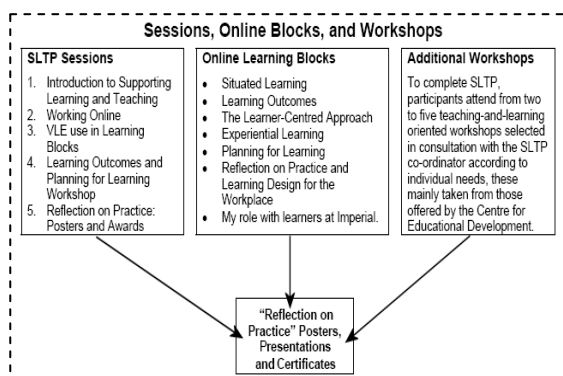 Sessions, Online Blocks, and Workshops
SLTP Sessions
1. Introduction to Supporting
Learning and Teaching
2. Working Online
3. VLE use in Learning
Blocks
4. Learning Outcomes and
Planning for Learning
Workshop
5. Reflection on Practice:
Posters and Awards
Online Learning Blocks
• Situated Learning
• Learning Outcomes
• The Learner-Centred Approach
• Experiential Learning
• Planning for Learning
• Reflection on Practice and
Learning Design for the
Workplace
• My role with learners at Imperial.
Additional Workshops
To complete SLTP,
participants attend from two
to five teaching-and-learning
oriented workshops selected
in consultation with the SLTP
co-ordinator according to
individual needs, these
mainly taken from those
offered by the Centre for
Educational Development.
"Reflection on
Practice" Posters,
Presentations
and Certificates